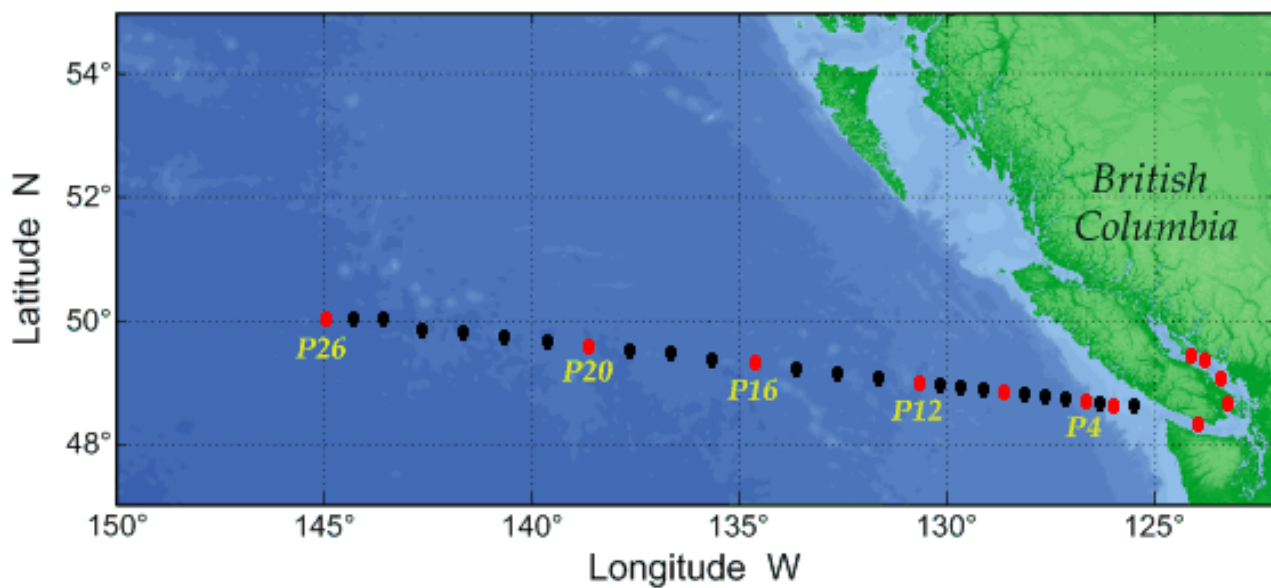 54°
52°
50°
48°
Latitude N
British
Columbia
P26
P20
P16
P12
P4
150°
145°
140°
135°
130°
125°
Longitude W